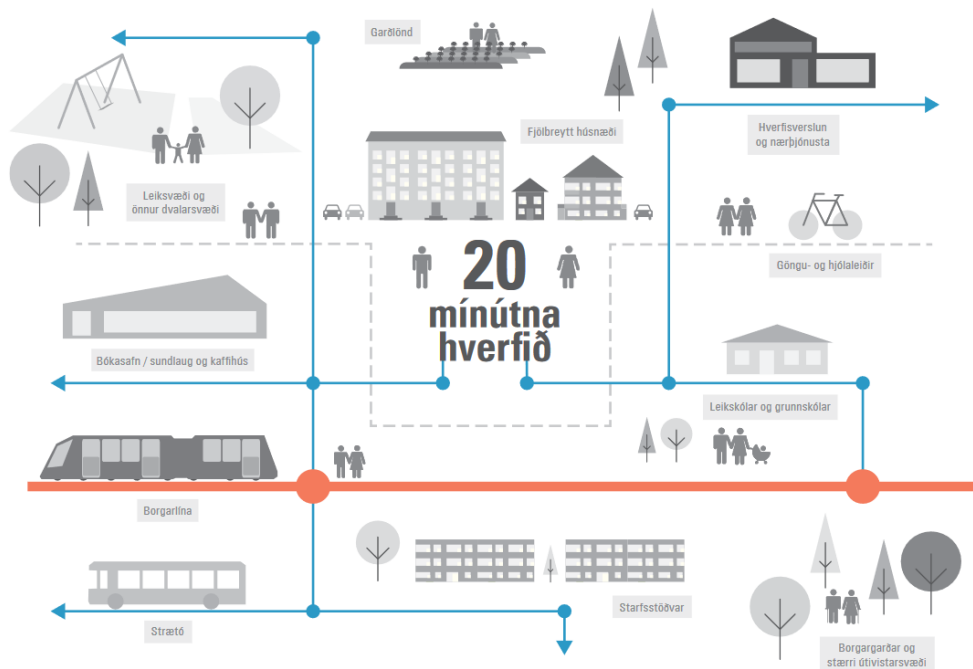 Garðlönd
Fjölbreytt húsnæði
Hverfisverslun
og nærþjónusta
Leiksvæði og
önnur dvalarsvæði
20
mínútna
hverfið
Göngu- og hjólaleiðir
Bókasafn / sundlaug og kaffihús
Leikskólar og grunnskólar
Borgarlína
Starfsstöðvar
Strætó
Borgargarðar og
stærri útivistarsvæði